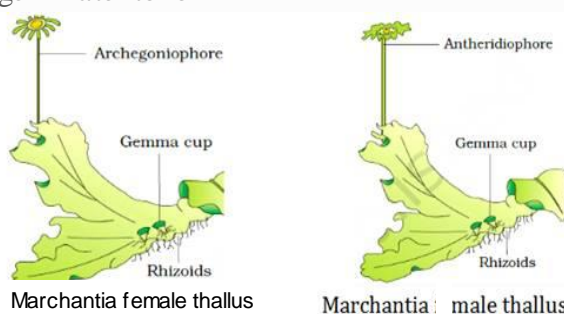 Archegoniophore
Gemma cup
Rhizoids
Marchantia female thallus
Antheridiophore
Gemma cup
Rhizoids
Marchantia male thallus